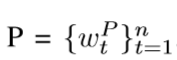 P = {w_t^P}_{t=1}^n